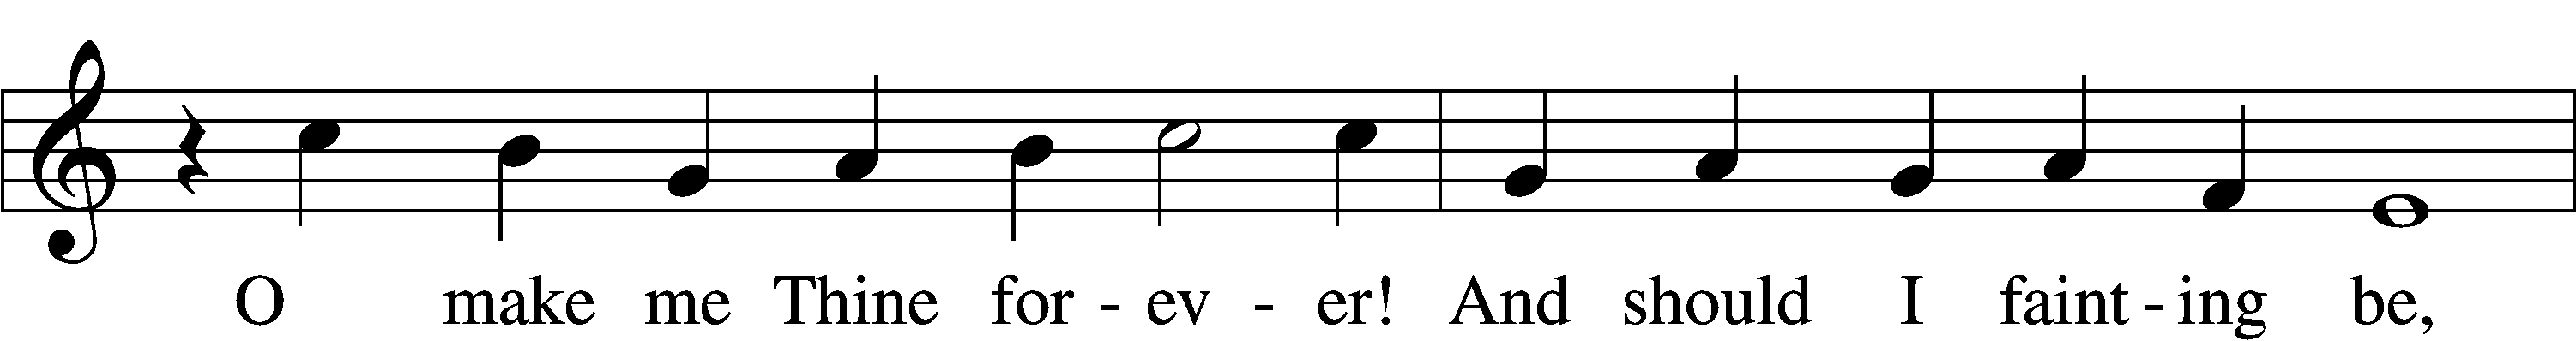 O make me Thine for - ev - er! And should I faint - ing be,